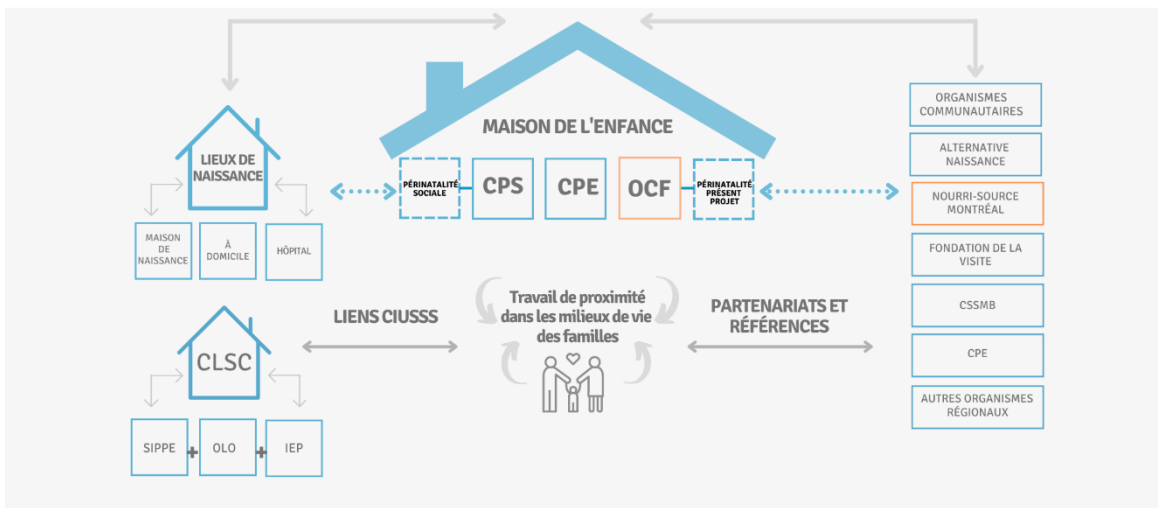 MAISON DE L'ENFANCE
LIEUX DE
NAISSANCE
MAISON
DE
NAISSANCE
À
DOMICILE
HÔPITAL
PÉRINATALITÉ
SOCIALE
CPS
CPE
OCF
PÉRINATALITÉ
PRÉSENT
PROJET
ORGANISMES
COMMUNAUTAIRES
ALTERNATIVE
NAISSANCE
NOURRI-SOURCE
MONTRÉAL
FONDATION DE LA
VISITE
CSSMB
CPE
AUTRES ORGANISMES
RÉGIONAUX
CLSC
SIPPE
+
OLO
+
IEP
LIENS CIUSSS
Travail de proximité
dans les milieux de vie
des familles
PARTENARIATS ET
RÉFÉRENCES